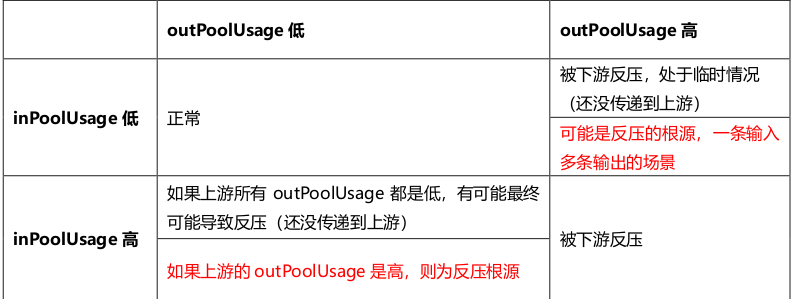 outPoolUsage 低
outPoolUsage 高
inPoolUsage 低
正常
被下游反压，处于临时情况
（还没传递到上游）
可能是反压的根源，一条输入
多条输出的场景
inPoolUsage 高
如果上游所有 outPoolUsage 都是低，有可能最终
可能导致反压（还没传递到上游）
如果上游的 outPoolUsage 是高，则为反压根源
被下游反压